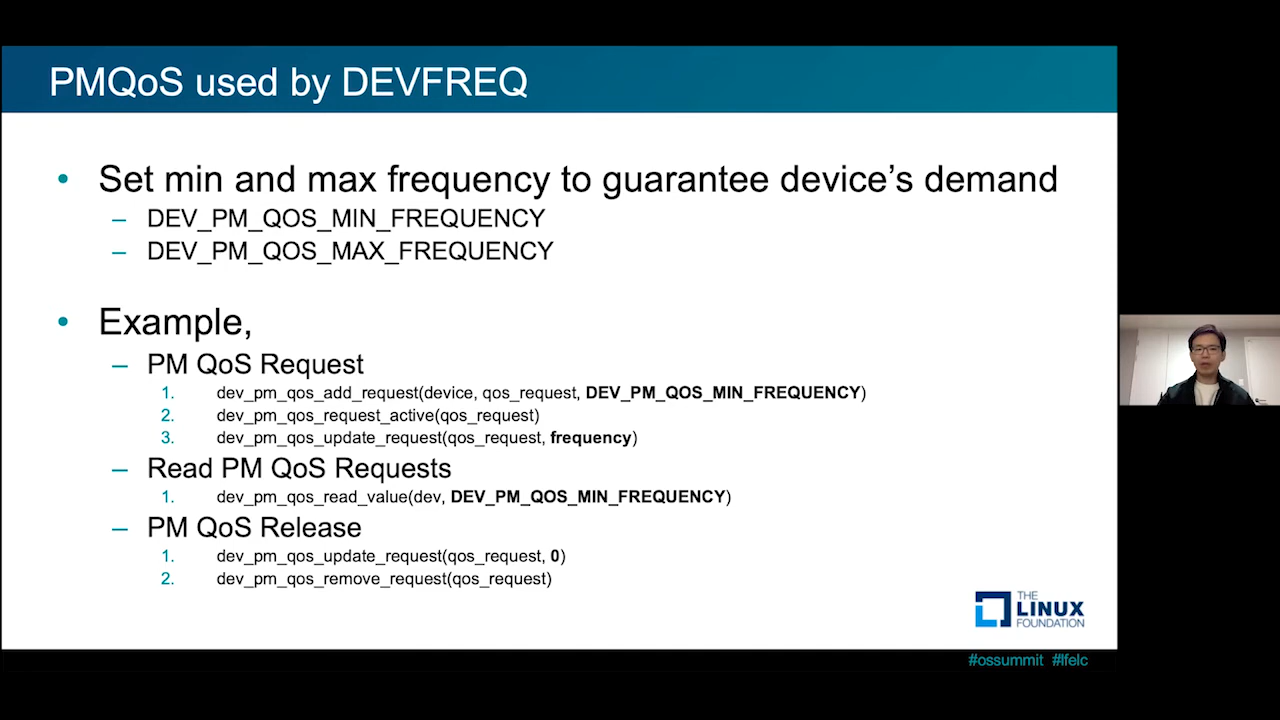 PMQoS used by DEVFREQ
• Set min and max frequency to guarantee device’s demand
– DEV_PM_QOS_MIN_FREQUENCY
– DEV_PM_QOS_MAX_FREQUENCY
• Example,
– PM QoS Request
1. dev_pm_qos_add_request(device, qos_request, DEV_PM_QOS_MIN_FREQUENCY)
2. dev_pm_qos_request_active(qos_request)
3. dev_pm_qos_update_request(qos_request, frequency)
– Read PM QoS Requests
1. dev_pm_qos_read_value(dev, DEV_PM_QOS_MIN_FREQUENCY)
– PM QoS Release
1. dev_pm_qos_update_request(qos_request, 0)
2. dev_pm_qos_remove_request(qos_request)
THE
LINUX
FOUNDATION
#ossummit #lfelc